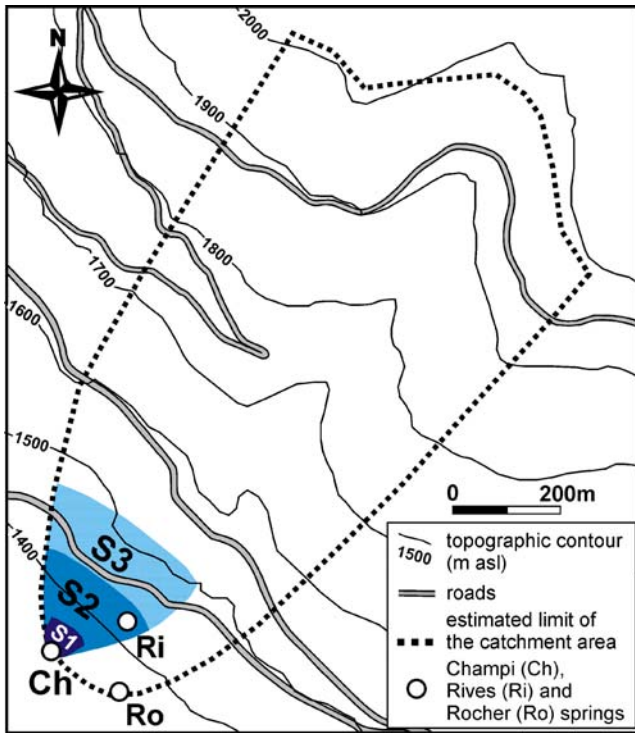 N
2000
1900
1800
1700
1600
1500
1400
S3
S2
S1
Ri
Ch
Ro
0 200m
1500
topographic contour
(m asl)
roads
estimated limit of
the catchment area
Champi (Ch),
Rives (Ri) and
Rocher (Ro) springs